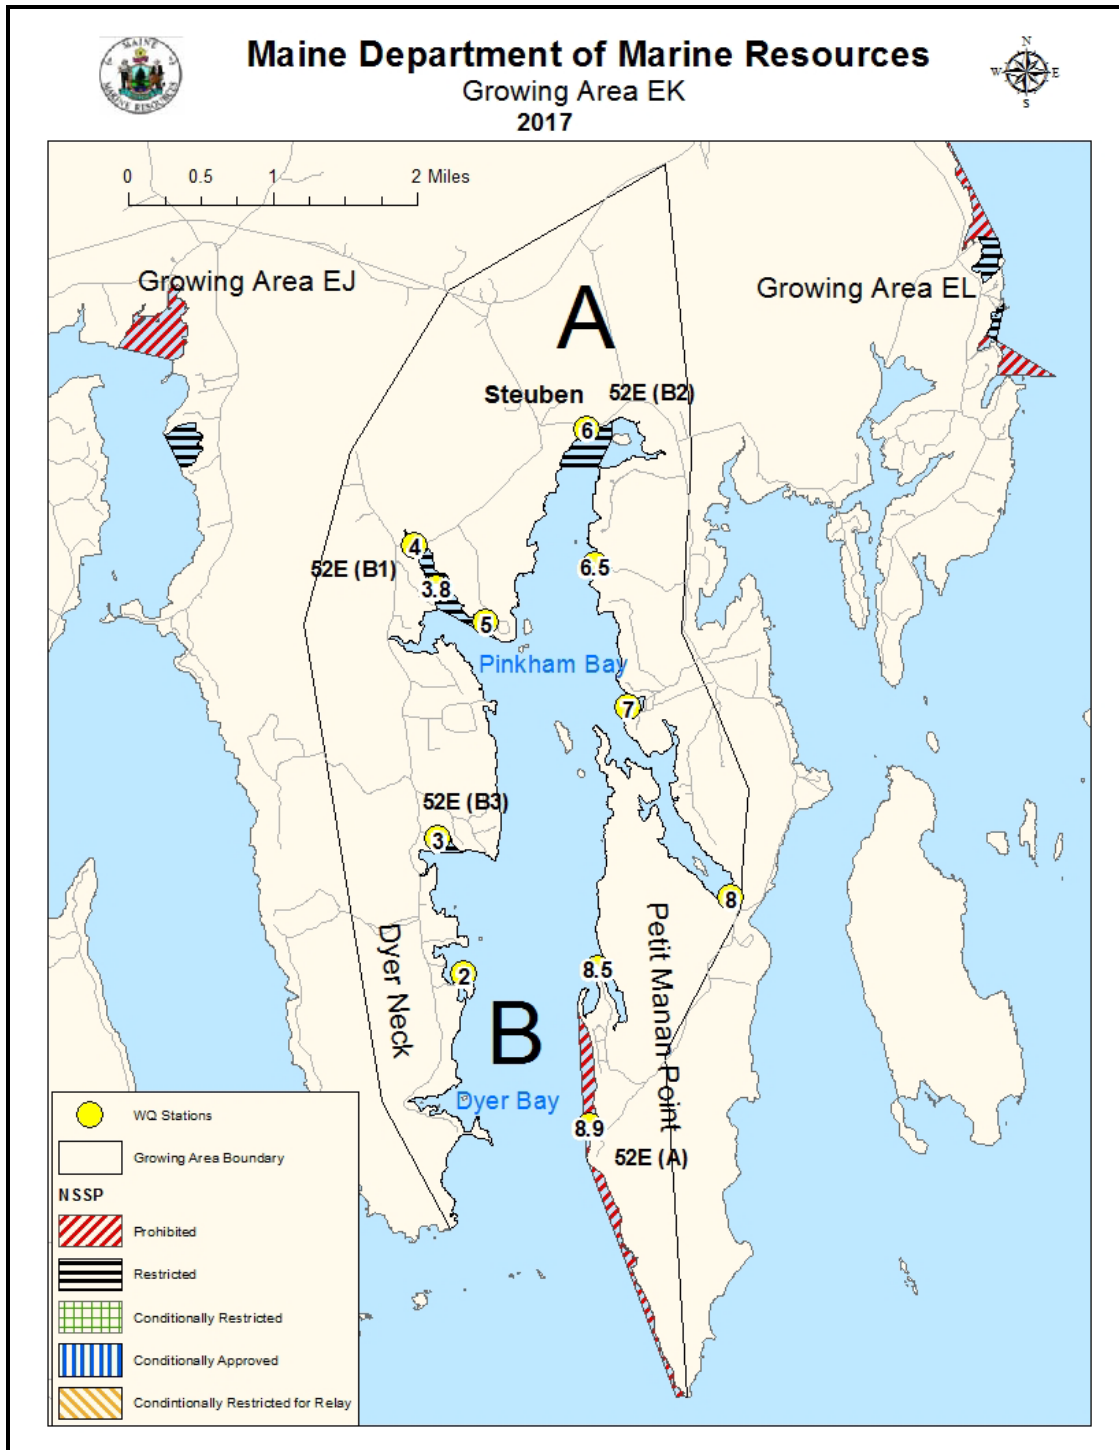 Maine Department of Marine Resources
Growing Area EK
2017
MAINE
MARINE RESOURCES
N
W
E
S
0 0.5 1 2 Miles
Growing Area EJ
Growing Area EL
A
Steuben
52E (B2)
6
4
52E (B1)
3.8
6.5
5
Pinkham Bay
7
52E (B3)
3
8
Dyer Neck
Petit Manan Point
2
8.5
B
Dyer Bay
8.9
52E (A)
WQ Stations
Growing Area Boundary
NSSP
Prohibited
Restricted
Conditionally Restricted
Conditionally Approved
Condintionally Restricted for Relay